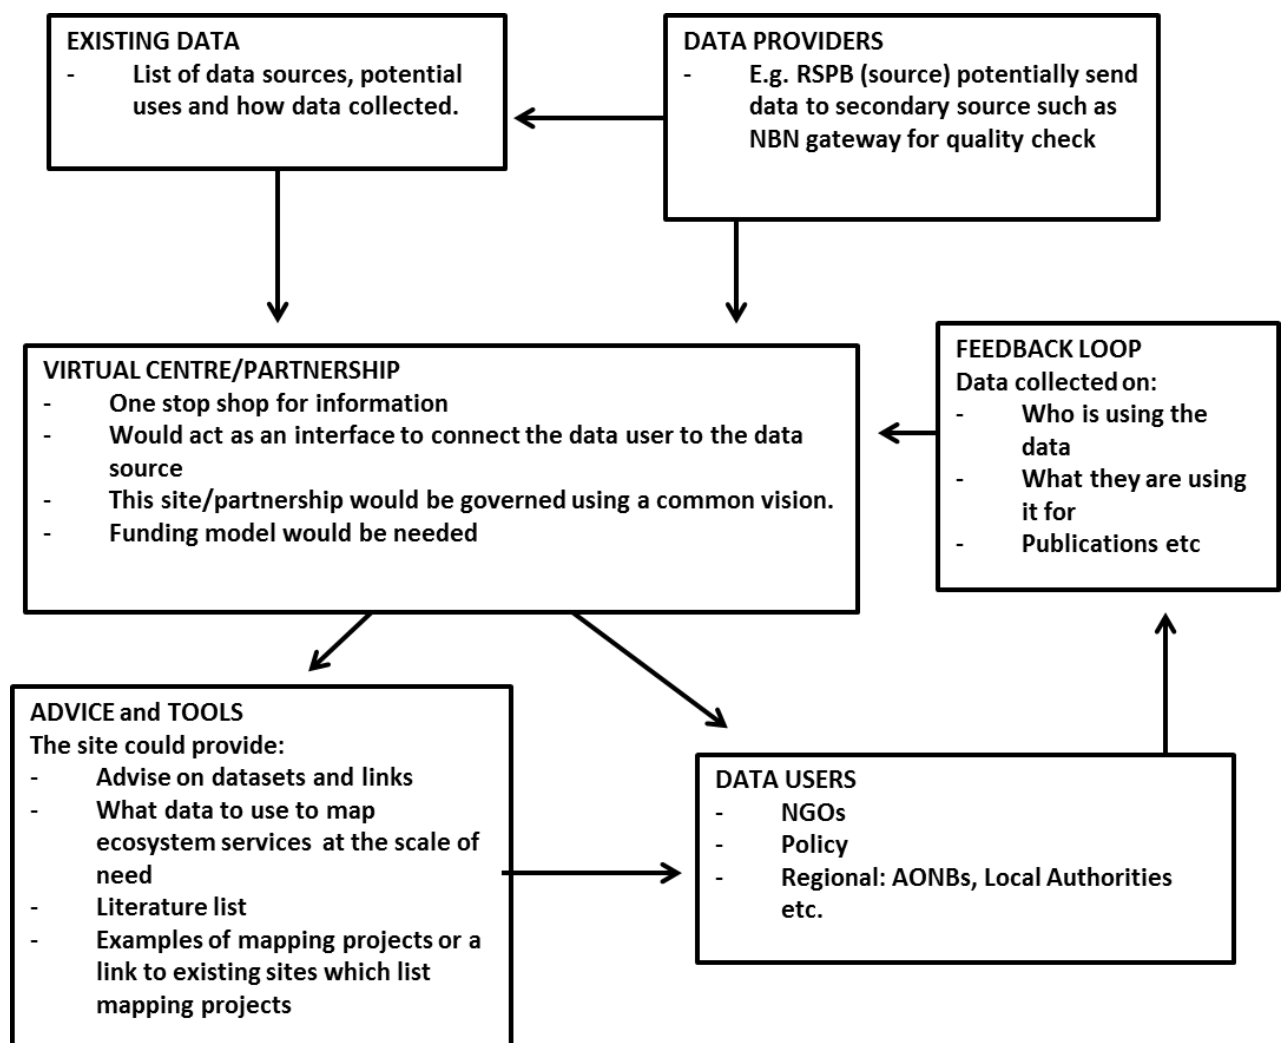 EXISTING DATA
- List of data sources, potential
uses and how data collected.
DATA PROVIDERS
- E.g. RSPB (source) potentially send
data to secondary source such as
NBN gateway for quality check
VIRTUAL CENTRE/PARTNERSHIP
- One stop shop for information
- Would act as an interface to connect the data user to the data
source
- This site/partnership would be governed using a common vision.
- Funding model would be needed
FEEDBACK LOOP
Data collected on:
- Who is using the
data
- What they are using
it for
- Publications etc
ADVICE and TOOLS
The site could provide:
- Advise on datasets and links
- What data to use to map
ecosystem services at the scale of
need
- Literature list
- Examples of mapping projects or a
link to existing sites which list
mapping projects
DATA USERS
- NGOs
- Policy
- Regional: AONBs, Local Authorities
etc.